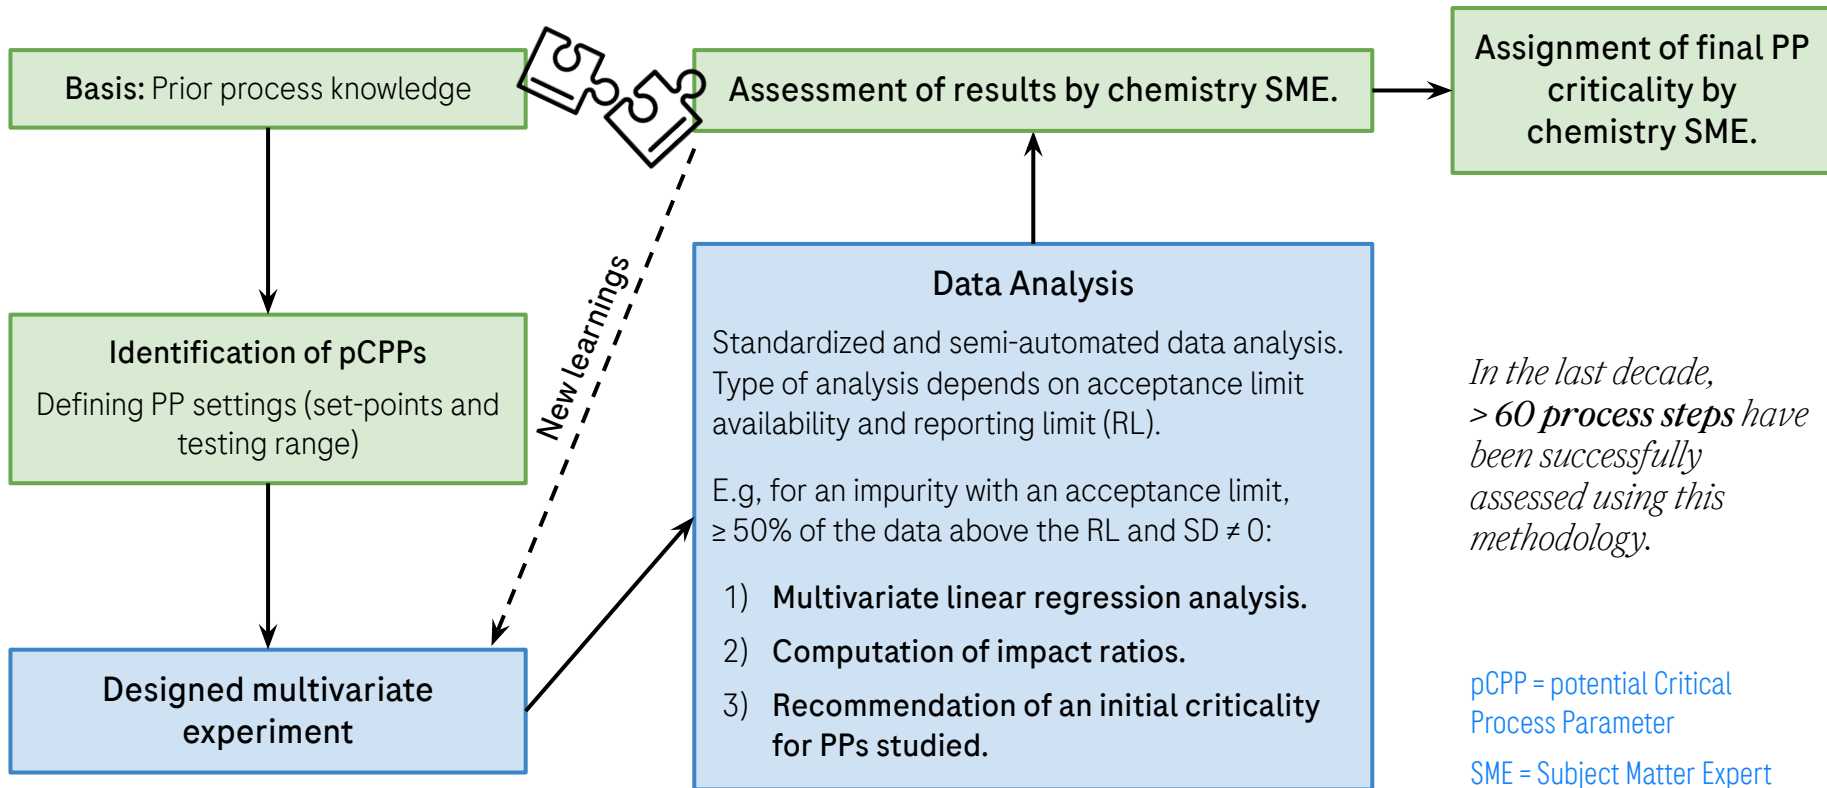 Basis: Prior process knowledge
Assessment of results by chemistry SME.
Assignment of final PP
criticality by
chemistry SME.
New learnings
Identification of pCPPs
Defining PP settings (set-points and
testing range)
Designed multivariate
experiment
Data Analysis
Standardized and semi-automated data analysis.
Type of analysis depends on acceptance limit
availability and reporting limit (RL).
E.g, for an impurity with an acceptance limit,
≥ 50% of the data above the RL and SD ≠ 0:
1) Multivariate linear regression analysis.
2) Computation of impact ratios.
3) Recommendation of an initial criticality
for PPs studied.
In the last decade,
> 60 process steps have
been successfully
assessed using this
methodology.
pCPP = potential Critical
Process Parameter
SME = Subject Matter Expert